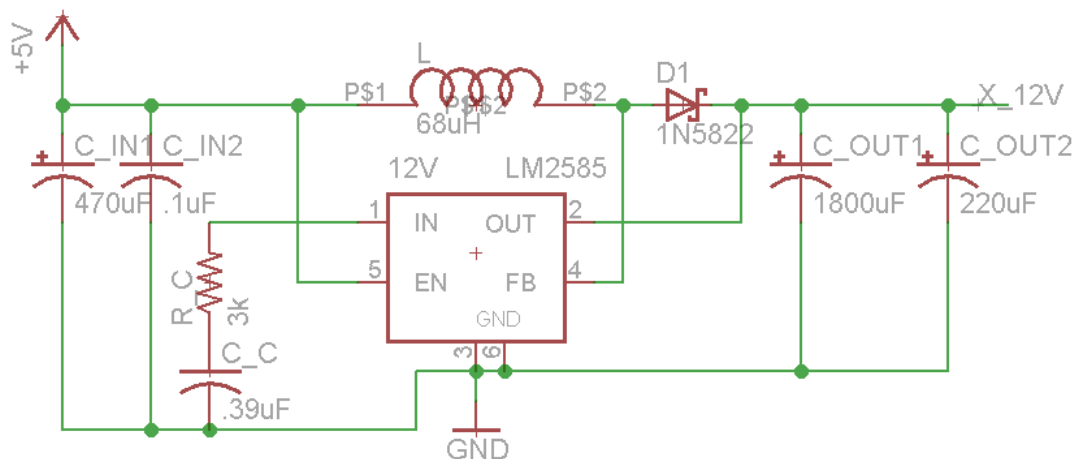 +5V
L
P$1
P$2
P$2
68uH
D1
1N5822
X_12V
C_IN1
470uF
C_IN2
.1uF
12V
LM2585
C_OUT1
1800uF
C_OUT2
220uF
1
IN
OUT
2
5
EN
FB
4
GND
3
6
R_C
3k
C_C
.39uF
GND